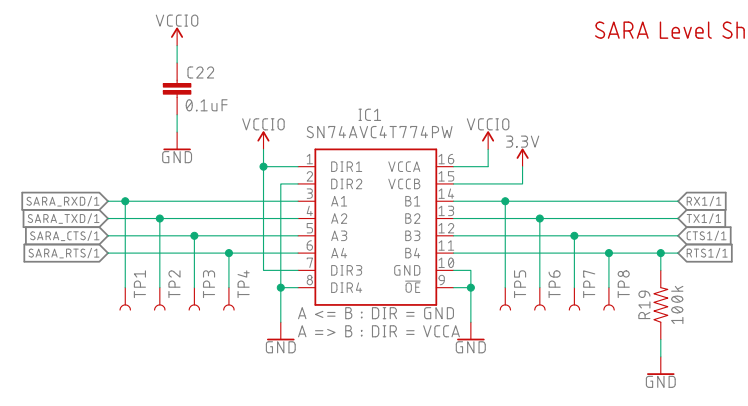 SARA Level Sh
VCCIO
C22
0.1uF
GND
IC1
SN74AVC4T774PW
VCCIO
VCCIO
3.3V
1 DIR1 VCCA 16
2 DIR2 VCCB 15
SARA_RXD/1 3 A1 B1 14 RX1/1
SARA_TXD/1 4 A2 B2 13 TX1/1
SARA_CTS/1 5 A3 B3 12 CTS1/1
SARA_RTS/1 6 A4 B4 11 RTS1/1
7 DIR3 GND 10
8 DIR4 OE 9
TP1
TP2
TP3
TP4
TP5
TP6
TP7
TP8
R19
100k
A <= B : DIR = GND
A => B : DIR = VCCA
GND
GND
GND